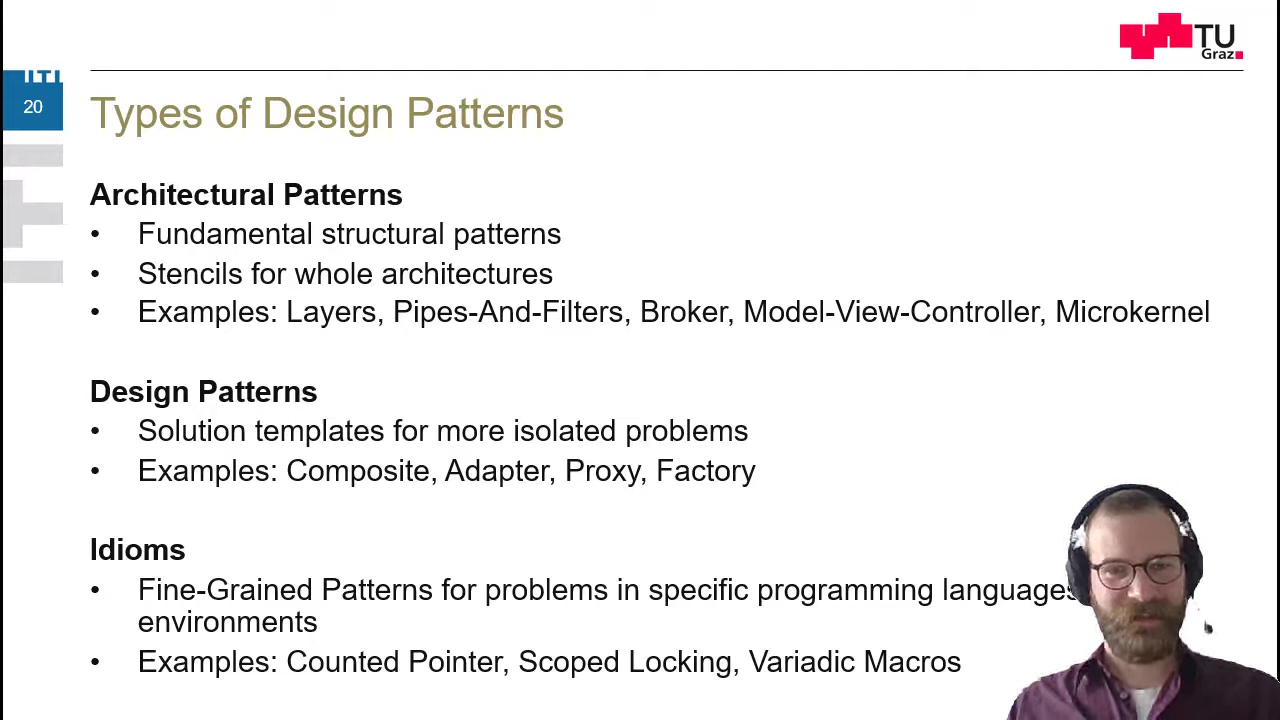 TU
Graz
20
Types of Design Patterns
Architectural Patterns
• Fundamental structural patterns
• Stencils for whole architectures
• Examples: Layers, Pipes-And-Filters, Broker, Model-View-Controller, Microkernel
Design Patterns
• Solution templates for more isolated problems
• Examples: Composite, Adapter, Proxy, Factory
Idioms
• Fine-Grained Patterns for problems in specific programming languages
environments
• Examples: Counted Pointer, Scoped Locking, Variadic Macros